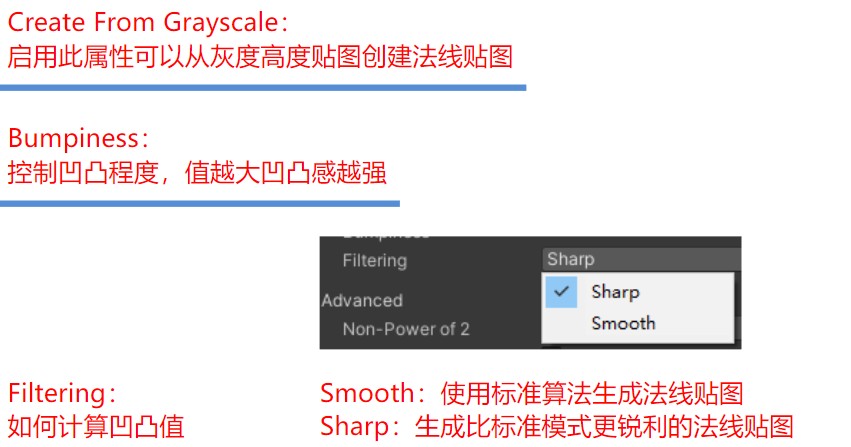 Create From Grayscale：
启用此属性可以从灰度高度贴图创建法线贴图
Bumpiness：
控制凹凸程度，值越大凹凸感越强
Bumpiness
Filtering
Sharp
Sharp
Smooth
Advanced
Non-Power of 2
Filtering：
如何计算凹凸值
Smooth：使用标准算法生成法线贴图
Sharp：生成比标准模式更锐利的法线贴图